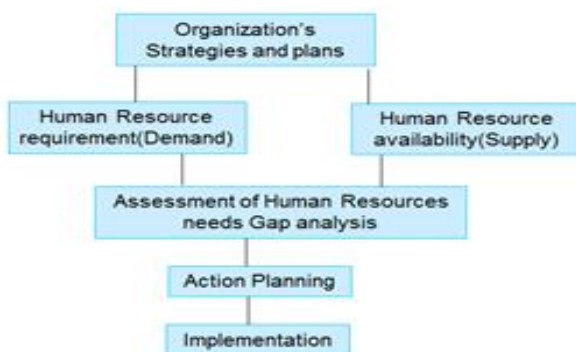 Organization's
Strategies and plans
Human Resource
requirement(Demand)
Human Resource
availability(Supply)
Assessment of Human Resources
needs Gap analysis
Action Planning
Implementation